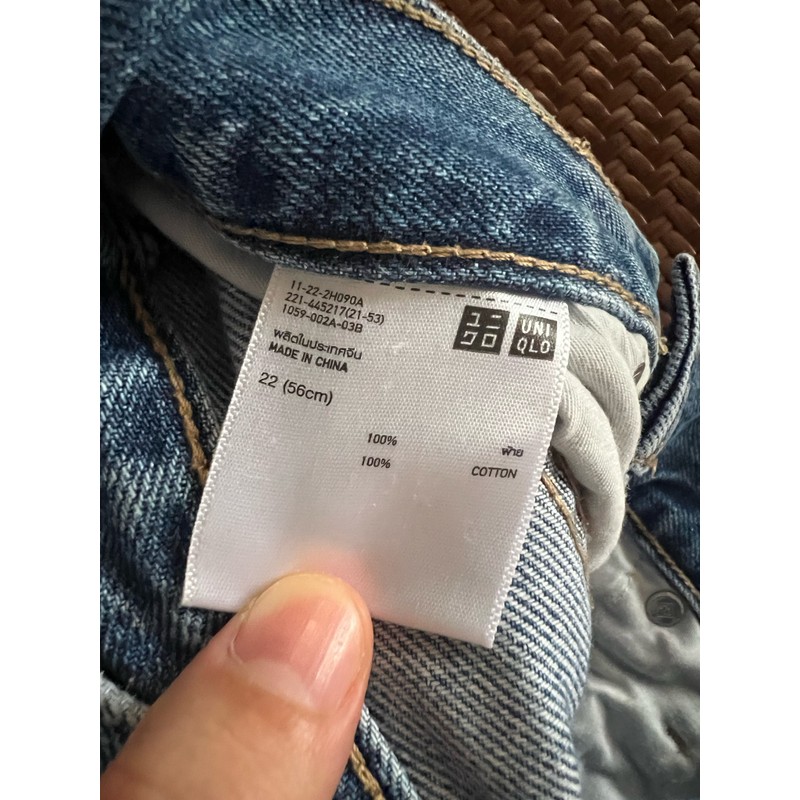 11-22-2H090A
221-445217(21-53)
1059-002A-03B
ユニ
クロ
UNI
QLO
ผลิตในประเทศจีน
MADE IN CHINA
22 (56cm)
100% ฝ้าย
100% COTTON